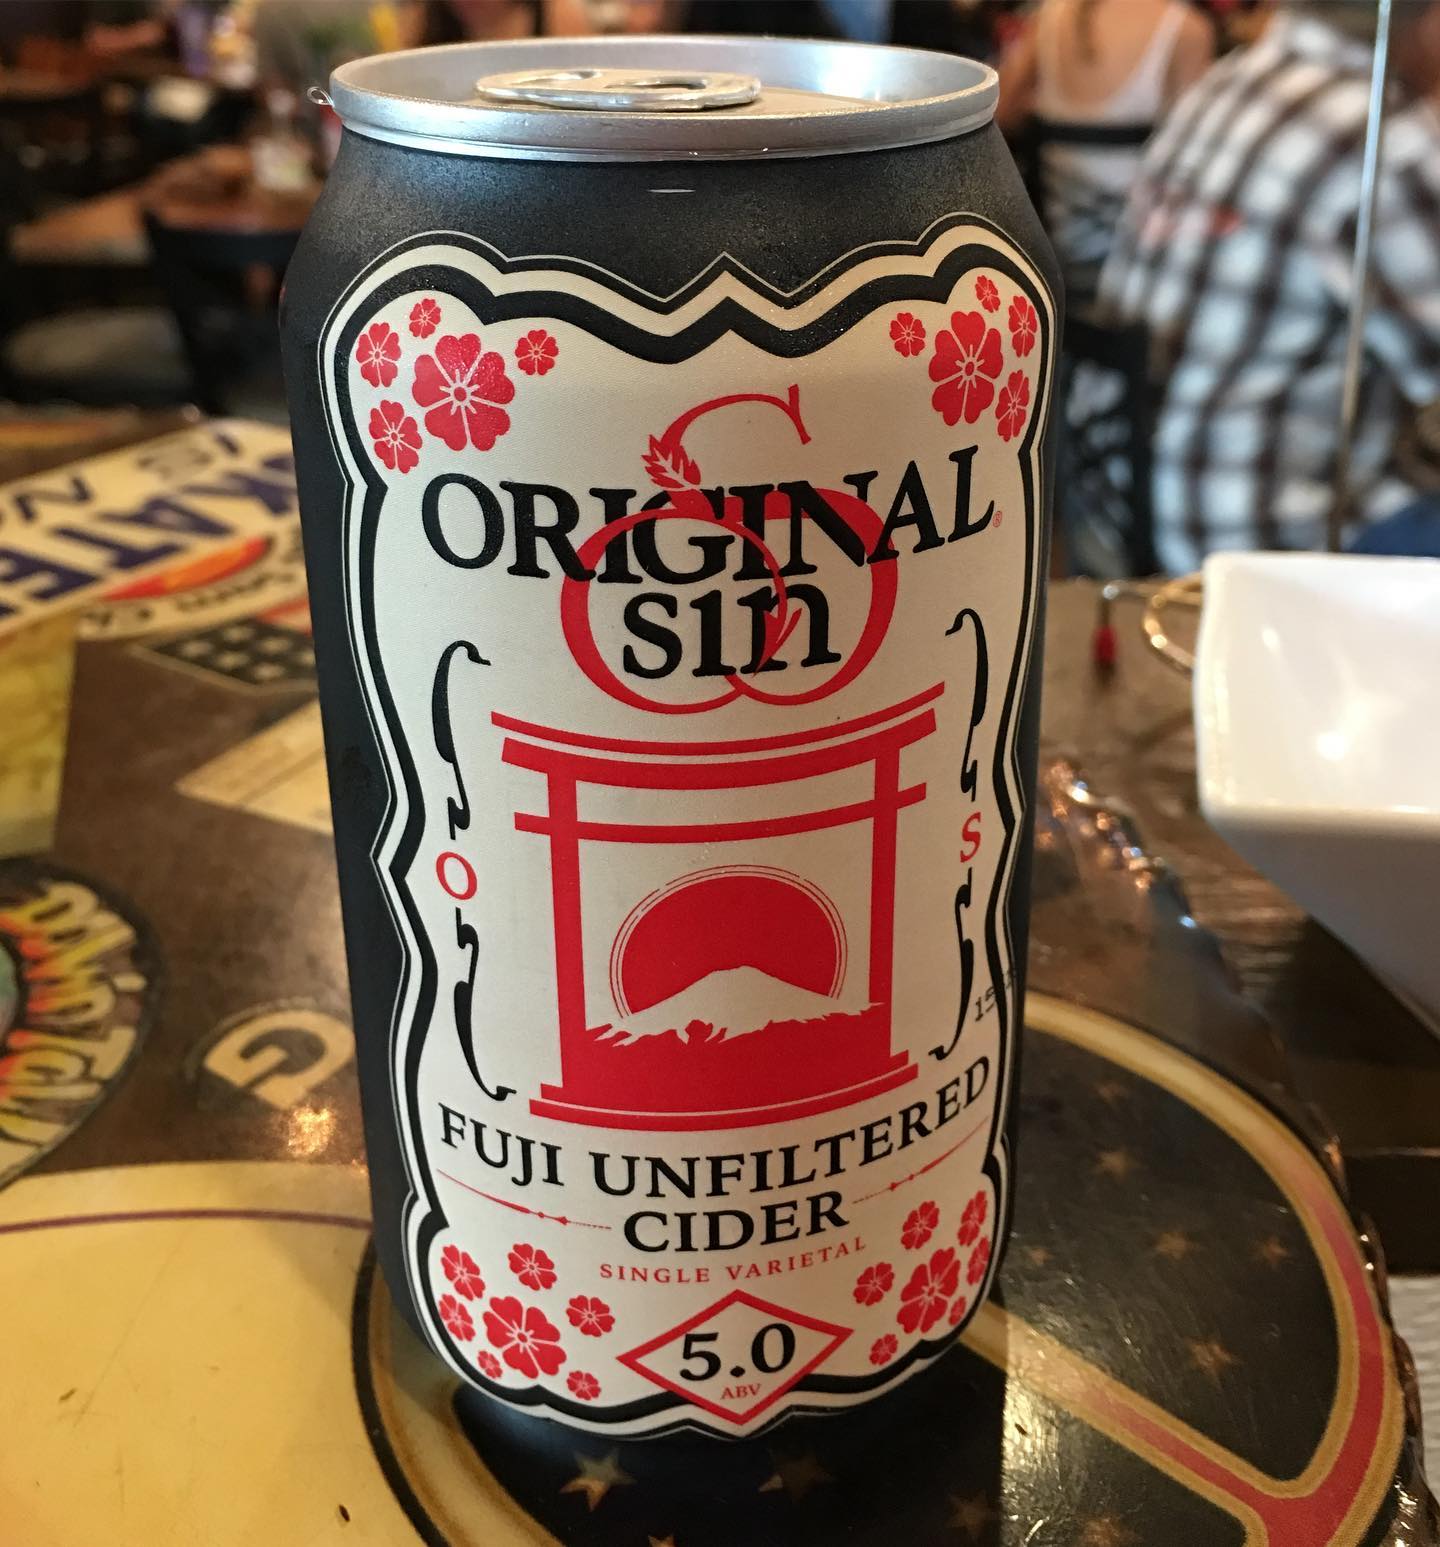 ORIGINAL
sin
O
S
FUJI UNFILTERED
CIDER
SINGLE VARIETAL
5.0
ABV
G